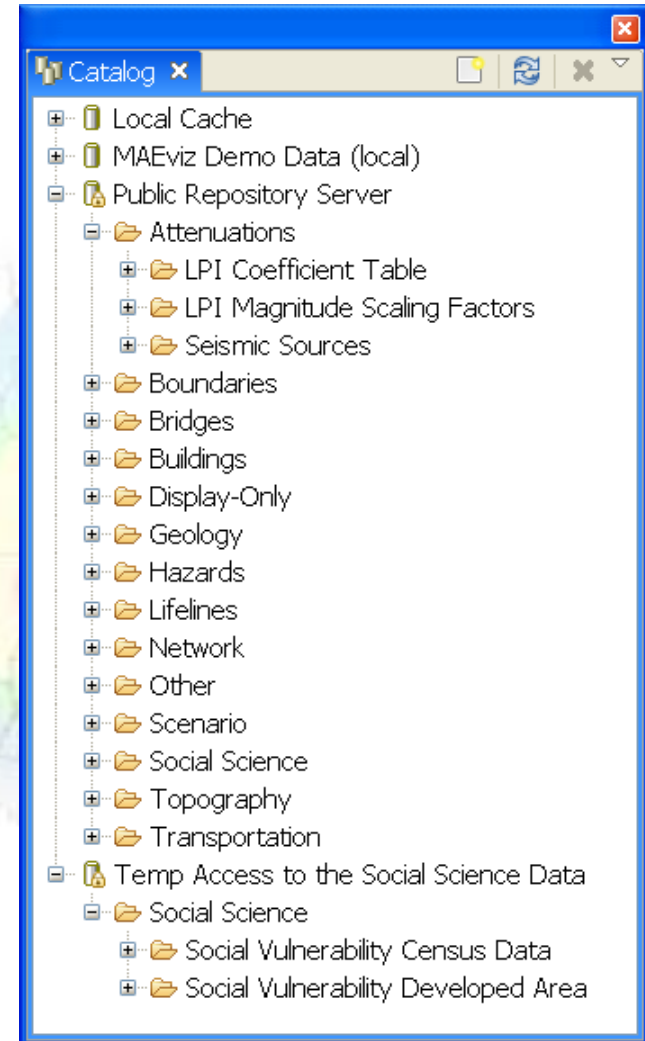 Catalog
Local Cache
MAEviz Demo Data (local)
Public Repository Server
Attenuations
LPI Coefficient Table
LPI Magnitude Scaling Factors
Seismic Sources
Boundaries
Bridges
Buildings
Display-Only
Geology
Hazards
Lifelines
Network
Other
Scenario
Social Science
Topography
Transportation
Temp Access to the Social Science Data
Social Science
Social Vulnerability Census Data
Social Vulnerability Developed Area